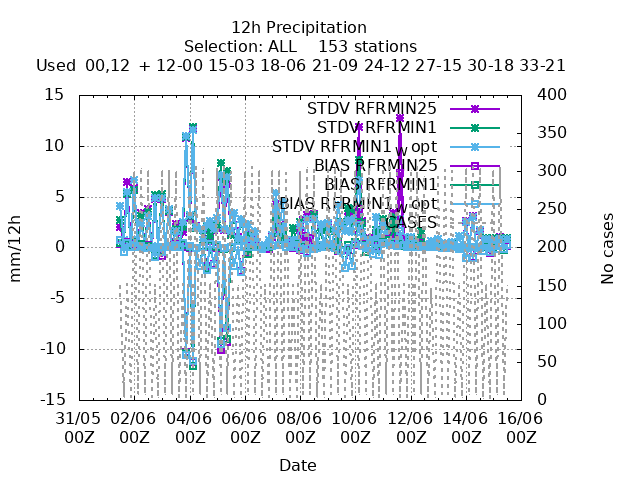 12h Precipitation
Selection: ALL 153 stations
Used 00,12 + 12-00 15-03 18-06 21-09 24-12 27-15 30-18 33-21
15
10
5
0
-5
-10
-15
mm/12h
400
350
300
250
200
150
100
50
0
No cases
STDV RFRMIN25
STDV RFRMIN1
STDV RFRMIN1_w_opt
BIAS RFRMIN25
BIAS RFRMIN1
BIAS RFRMIN1_w_opt
CASES
31/05 02/06 04/06 06/06 08/06 10/06 12/06 14/06 16/06
00Z 00Z 00Z 00Z 00Z 00Z 00Z 00Z 00Z
Date